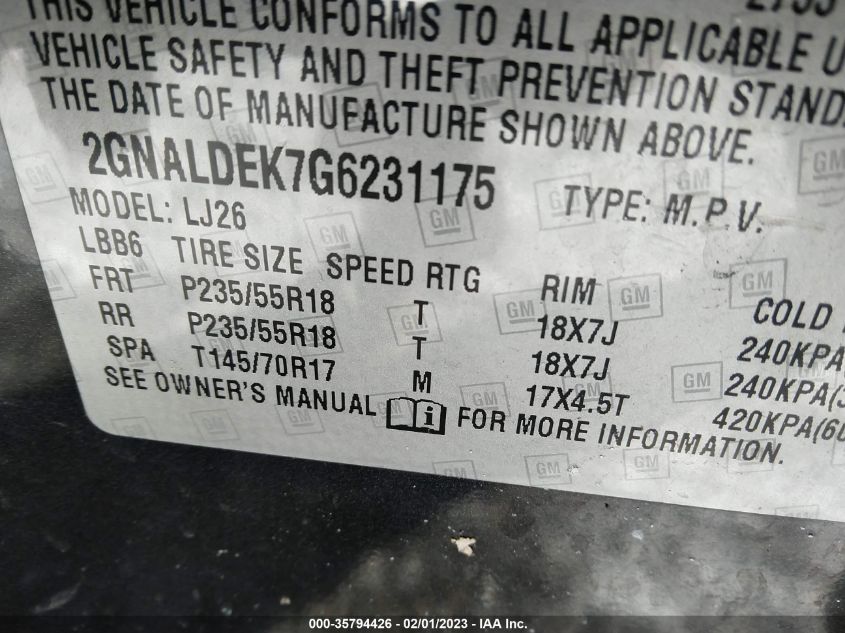 THIS VEHICLE CONFORMS TO ALL APPLICABLE
VEHICLE SAFETY AND THEFT PREVENTION
THE DATE OF MANUFACTURE SHOWN ABOVE.
2GNALDEK7G6231175 TYPE: M.P.V.
MODEL: LJ26
LBB6 TIRE SIZE SPEED RTG RIM COLD
FRT P235/55R18 T 18X7J 240KPA
RR P235/55R18 T 18X7J 240KPA(
SPA T145/70R17 M 17X4.5T 420KPA(60
SEE OWNER'S MANUAL i FOR MORE INFORMATION.
GM
000-35794426 - 02/01/2023 - IAA Inc.